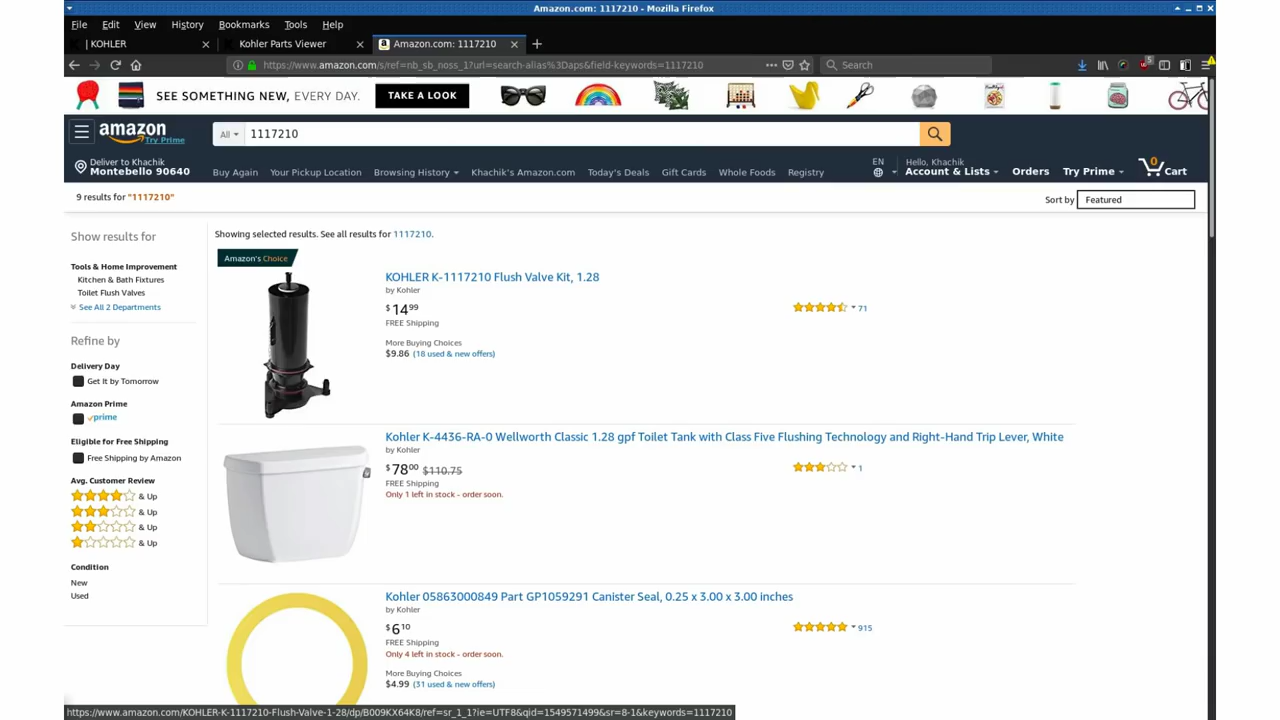 Amazon.com: 1117210 - Mozilla Firefox
File Edit View History Bookmarks Tools Help
| KOHLER
Kohler Parts Viewer
Amazon.com: 1117210
https://www.amazon.com/s/ref=nb_sb_noss_1?url=search-alias%3Daps&field-keywords=1117210
Search
5
SEE SOMETHING NEW, EVERY DAY.
TAKE A LOOK
amazon
Try Prime
All
1117210
Deliver to Khachik
Montebello 90640
Buy Again
Your Pickup Location
Browsing History
Khachik's Amazon.com
Today's Deals
Gift Cards
Whole Foods
Registry
EN
Hello, Khachik
Account & Lists
Orders
Try Prime
0
Cart
9 results for "1117210"
Sort by
Featured
Show results for
Tools & Home Improvement
Kitchen & Bath Fixtures
Toilet Flush Valves
See All 2 Departments
Refine by
Delivery Day
Get It by Tomorrow
Amazon Prime
prime
Eligible for Free Shipping
Free Shipping by Amazon
Avg. Customer Review
& Up
& Up
& Up
& Up
Condition
New
Used
Showing selected results. See all results for 1117210.
Amazon's Choice
KOHLER K-1117210 Flush Valve Kit, 1.28
by Kohler
$14 99
71
FREE Shipping
More Buying Choices
$9.86 (18 used & new offers)
Kohler K-4436-RA-0 Wellworth Classic 1.28 gpf Toilet Tank with Class Five Flushing Technology and Right-Hand Trip Lever, White
by Kohler
$78 00 $110.75
1
FREE Shipping
Only 1 left in stock - order soon.
Kohler 05863000849 Part GP1059291 Canister Seal, 0.25 x 3.00 x 3.00 inches
by Kohler
$6 10
915
FREE Shipping
Only 4 left in stock - order soon.
More Buying Choices
$4.99 (31 used & new offers)
https://www.amazon.com/KOHLER-K-1117210-Flush-Valve-1-28/dp/B009KX64K8/ref=sr_1_1?ie=UTF8&qid=1549571499&sr=8-1&keywords=1117210